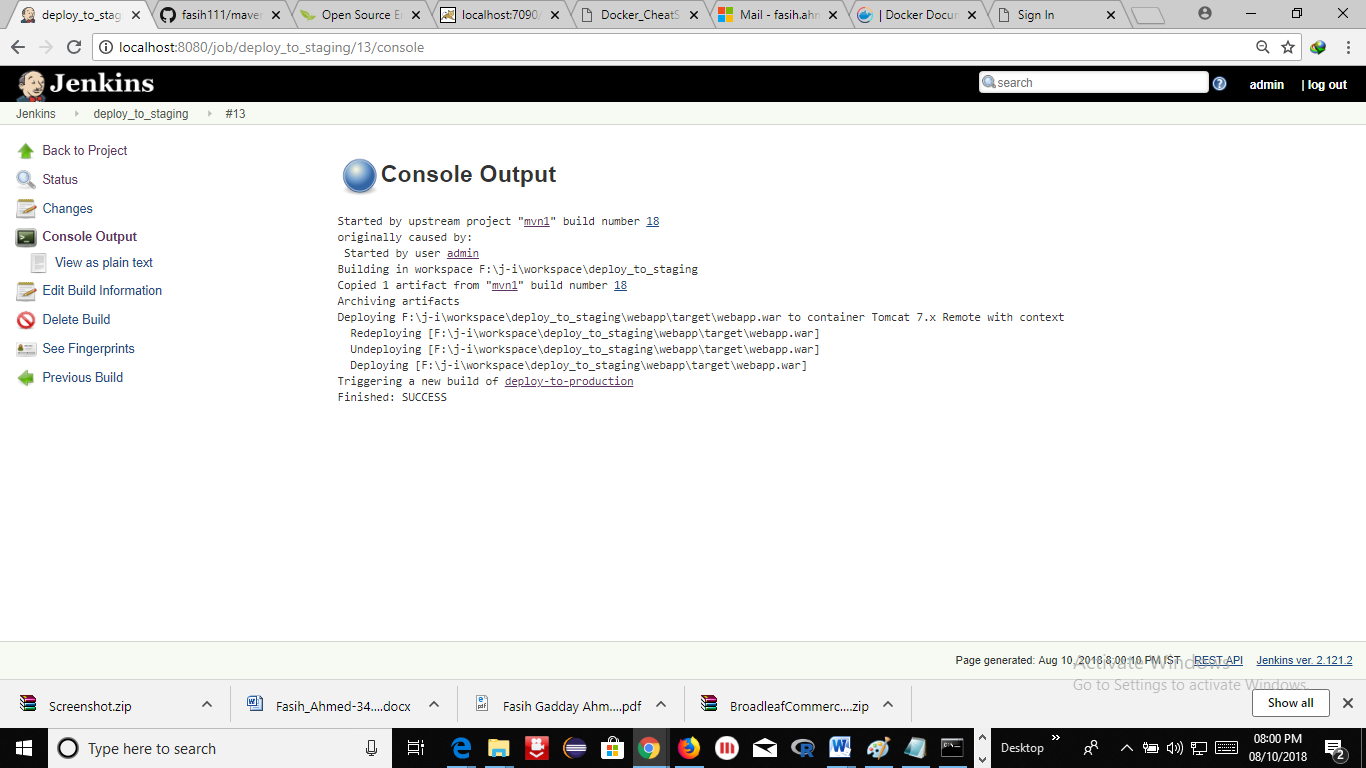 deploy_to_stag
fasih111/maven
Open Source E
localhost:7090/
Docker_CheatS
Mail - fasih.ahm
| Docker Docum
Sign In
localhost:8080/job/deploy_to_staging/13/console
Jenkins
search
admin
| log out
Jenkins
deploy_to_staging
#13
Back to Project
Status
Changes
Console Output
View as plain text
Edit Build Information
Delete Build
See Fingerprints
Previous Build
Console Output
Started by upstream project "mvn1" build number 18
originally caused by:
Started by user admin
Building in workspace F:\j-i\workspace\deploy_to_staging
Copied 1 artifact from "mvn1" build number 18
Archiving artifacts
Deploying F:\j-i\workspace\deploy_to_staging\webapp\target\webapp.war to container Tomcat 7.x Remote with context
Redeploying [F:\j-i\workspace\deploy_to_staging\webapp\target\webapp.war]
Undeploying [F:\j-i\workspace\deploy_to_staging\webapp\target\webapp.war]
Deploying [F:\j-i\workspace\deploy_to_staging\webapp\target\webapp.war]
Triggering a new build of deploy-to-production
Finished: SUCCESS
Page generated: Aug 10, 2018 8:00:10 PM IST
REST API
Jenkins ver. 2.121.2
Activate Windows
Go to Settings to activate Windows.
Screenshot.zip
Fasih_Ahmed-34....docx
Fasih Gadday Ahm....pdf
BroadleafCommerc....zip
Show all
Type here to search
Desktop
08:00 PM
08/10/2018
2